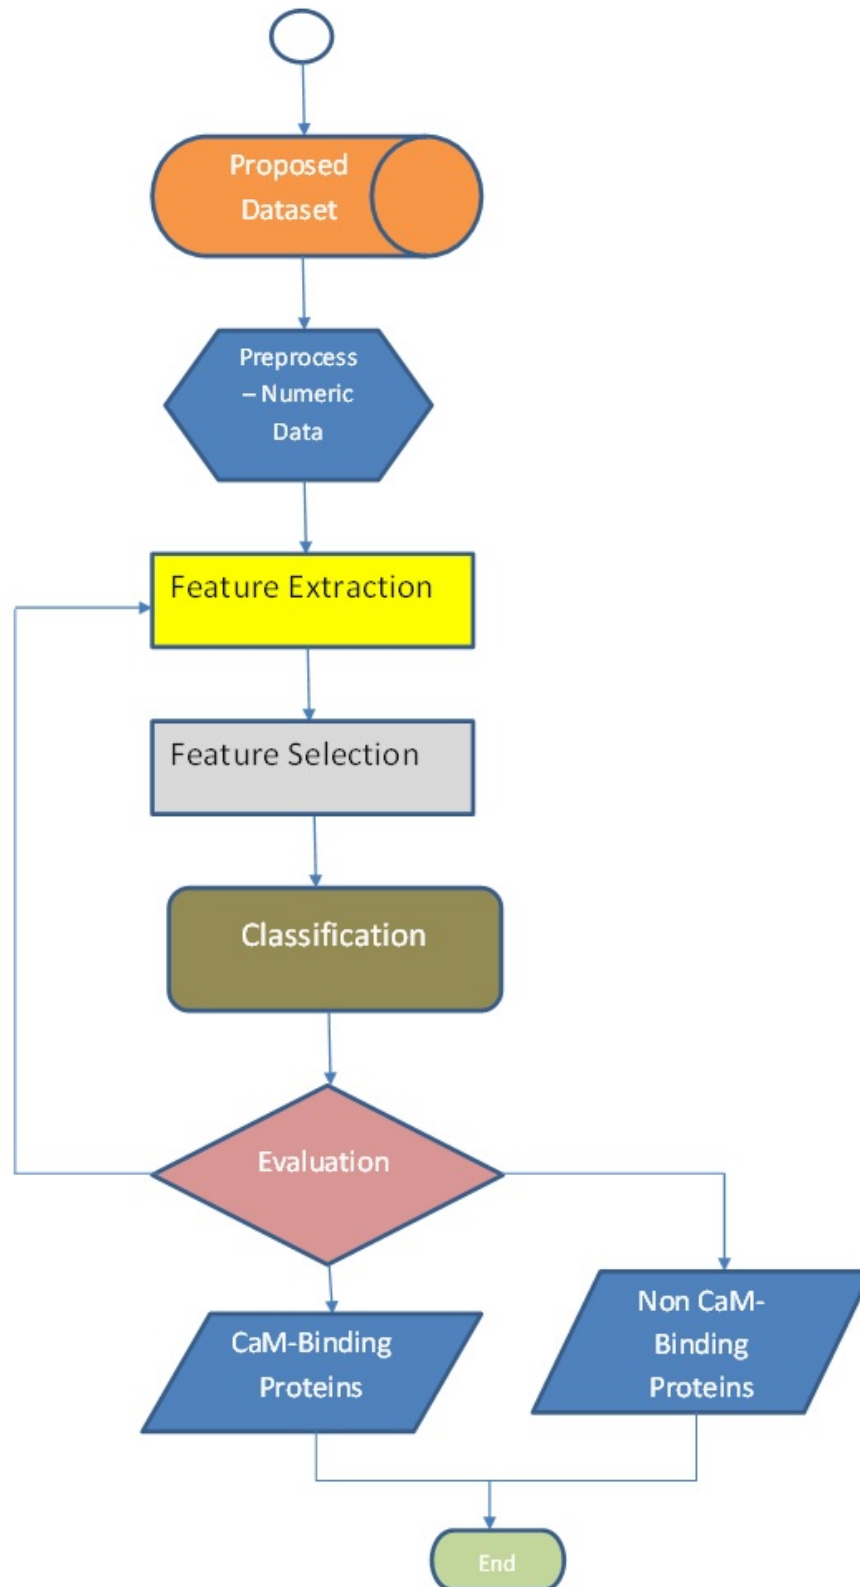 Proposed
Dataset
Preprocess
– Numeric
Data
Feature Extraction
Feature Selection
Classification
Evaluation
CaM-Binding
Proteins
Non CaM-
Binding
Proteins
End